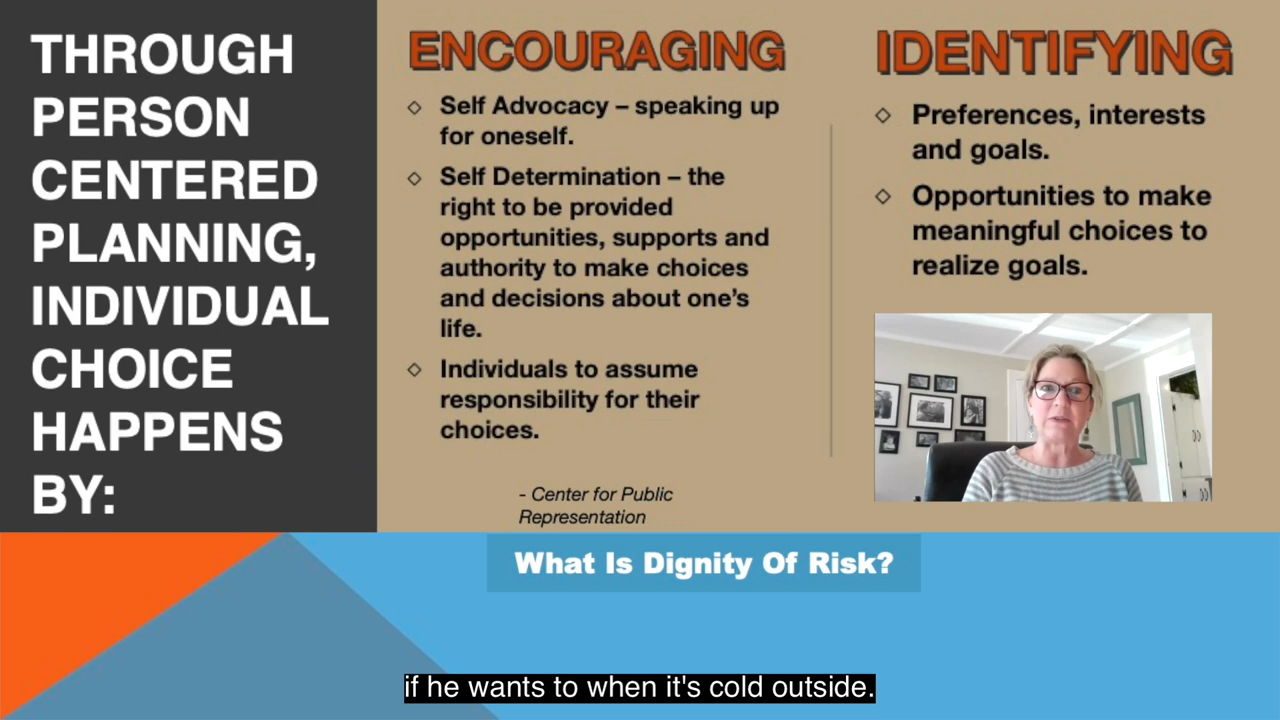 THROUGH
PERSON
CENTERED
PLANNING,
INDIVIDUAL
CHOICE
HAPPENS
BY:
ENCOURAGING
◇ Self Advocacy – speaking up
for oneself.
◇ Self Determination – the
right to be provided
opportunities, supports and
authority to make choices
and decisions about one’s
life.
◇ Individuals to assume
responsibility for their
choices.
- Center for Public
Representation
IDENTIFYING
◇ Preferences, interests
and goals.
◇ Opportunities to make
meaningful choices to
realize goals.
What Is Dignity Of Risk?
if he wants to when it's cold outside.